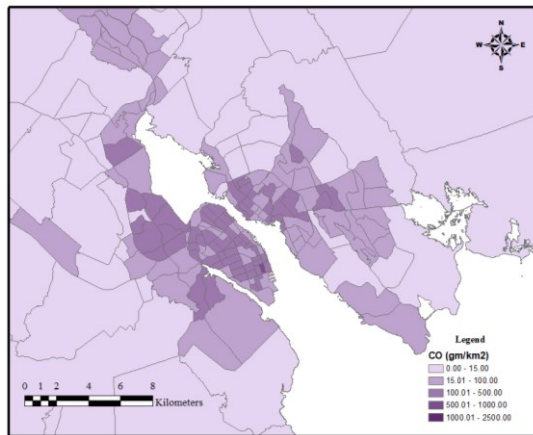 N
W E
S
Legend
CO (gm/km2)
0.00 - 15.00
15.01 - 100.00
100.01 - 500.00
500.01 - 1000.00
1000.01 - 2500.00
0 1 2 4 6 8
Kilometers